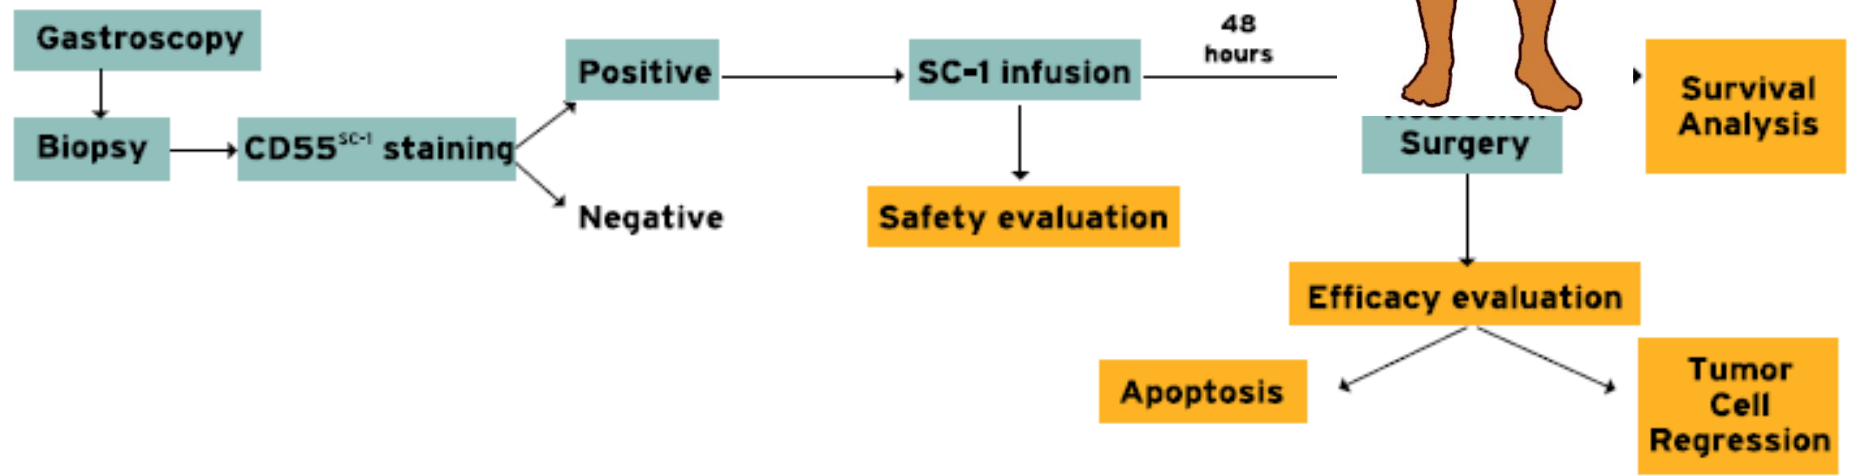 Gastroscopy
Biopsy
CD55SC-1 staining
Positive
Negative
SC-1 infusion
Safety evaluation
48
hours
Surgery
Survival
Analysis
Efficacy evaluation
Apoptosis
Tumor
Cell
Regression